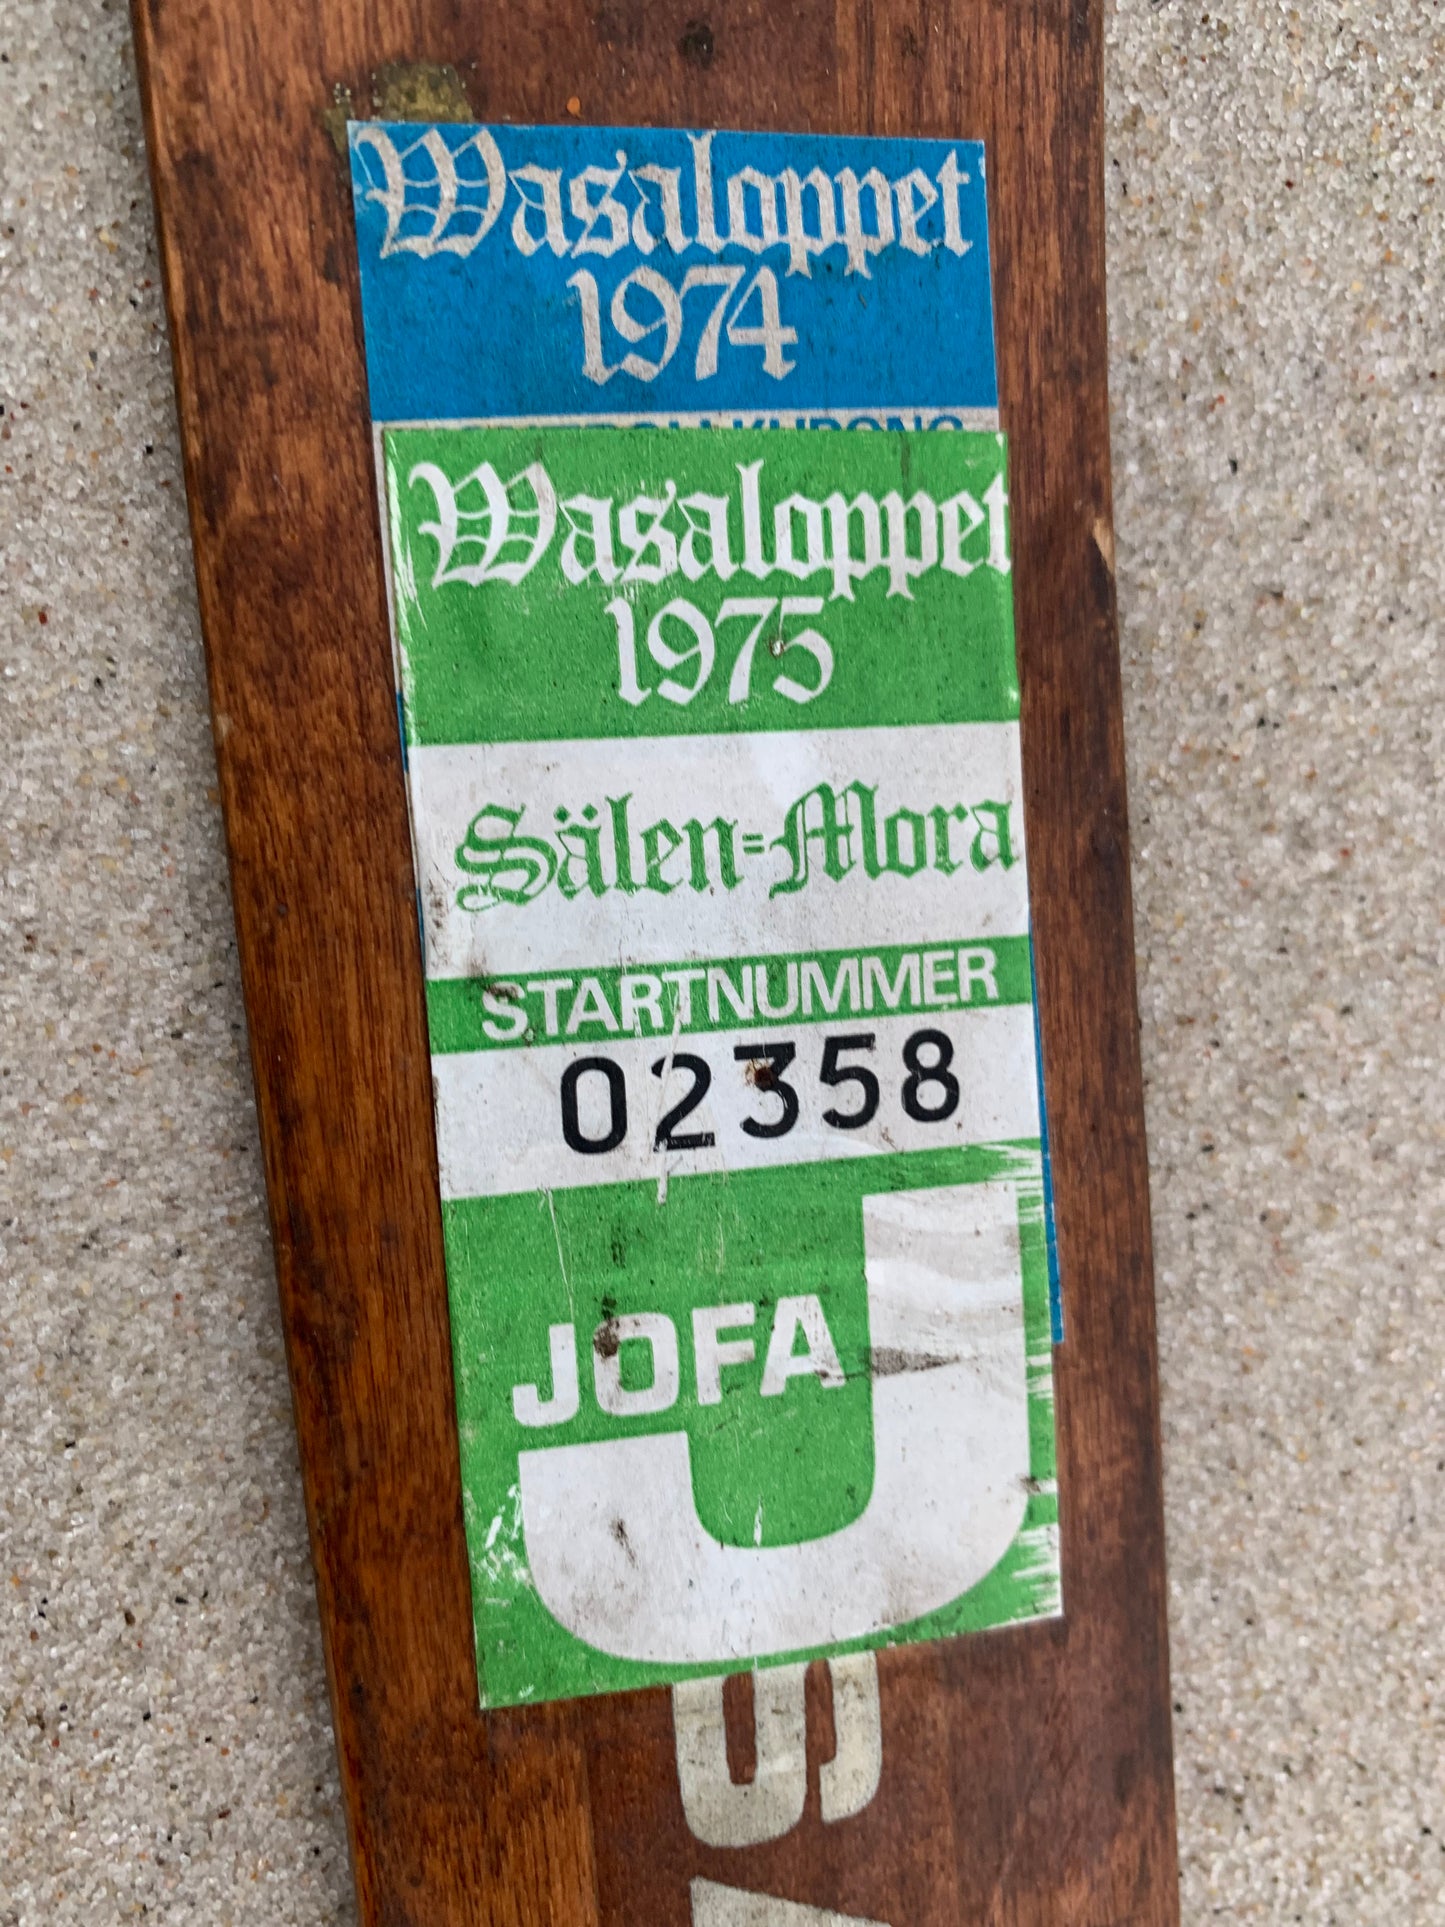 Wasaloppet
1974
Wasaloppet
1975
Sälen=Mora
STARTNUMMER
02358
JOFA